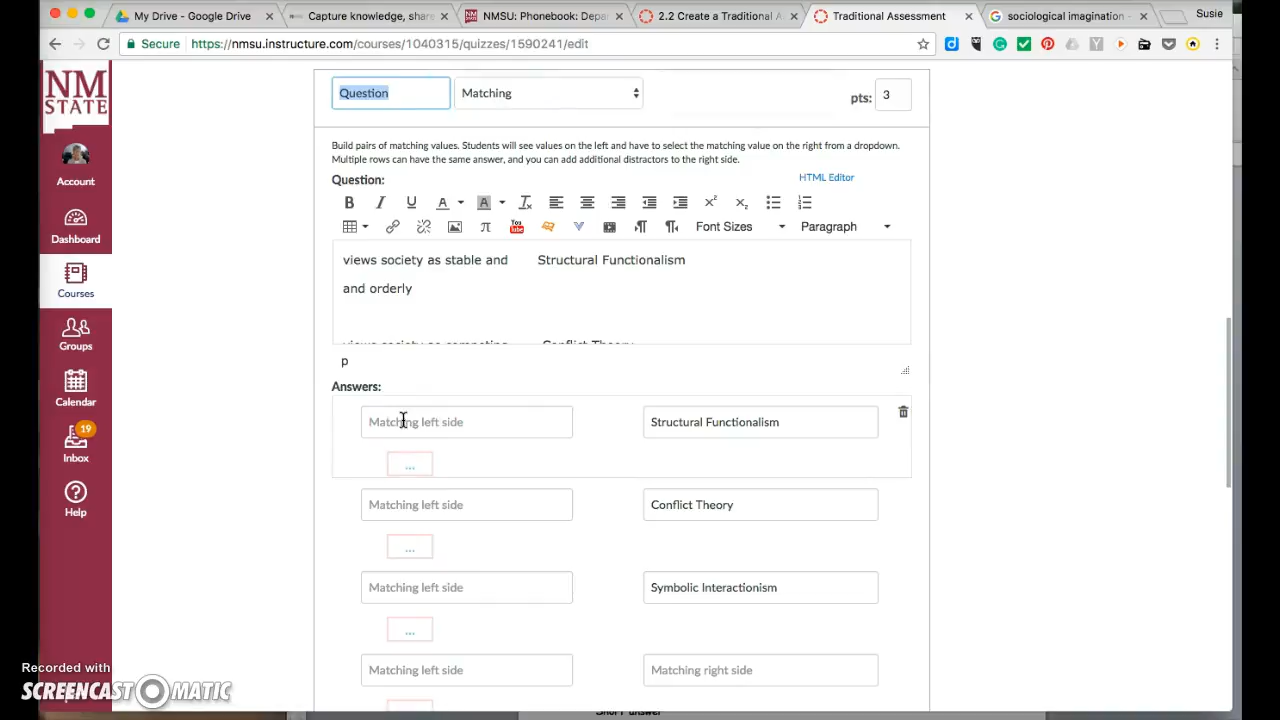 My Drive - Google Drive
Capture knowledge, share
NMSU: Phonebook: Depa
2.2 Create a Traditional A
Traditional Assessment
sociological imagination -
Susie
Secure
https://nmsu.instructure.com/courses/1040315/quizzes/1590241/edit
NM
STATE
Account
Dashboard
Courses
Groups
Calendar
19
Inbox
Help
Question
Matching
pts:
3
Build pairs of matching values. Students will see values on the left and have to select the matching value on the right from a dropdown.
Multiple rows can have the same answer, and you can add additional distractors to the right side.
Question:
HTML Editor
Font Sizes
Paragraph
views society as stable and Structural Functionalism
and orderly
views society as competing Conflict Theory
p
Answers:
Matching left side
Structural Functionalism
...
Matching left side
Conflict Theory
...
Matching left side
Symbolic Interactionism
...
Matching left side
Matching right side
Short answer
Recorded with
SCREENCAST-O-MATIC